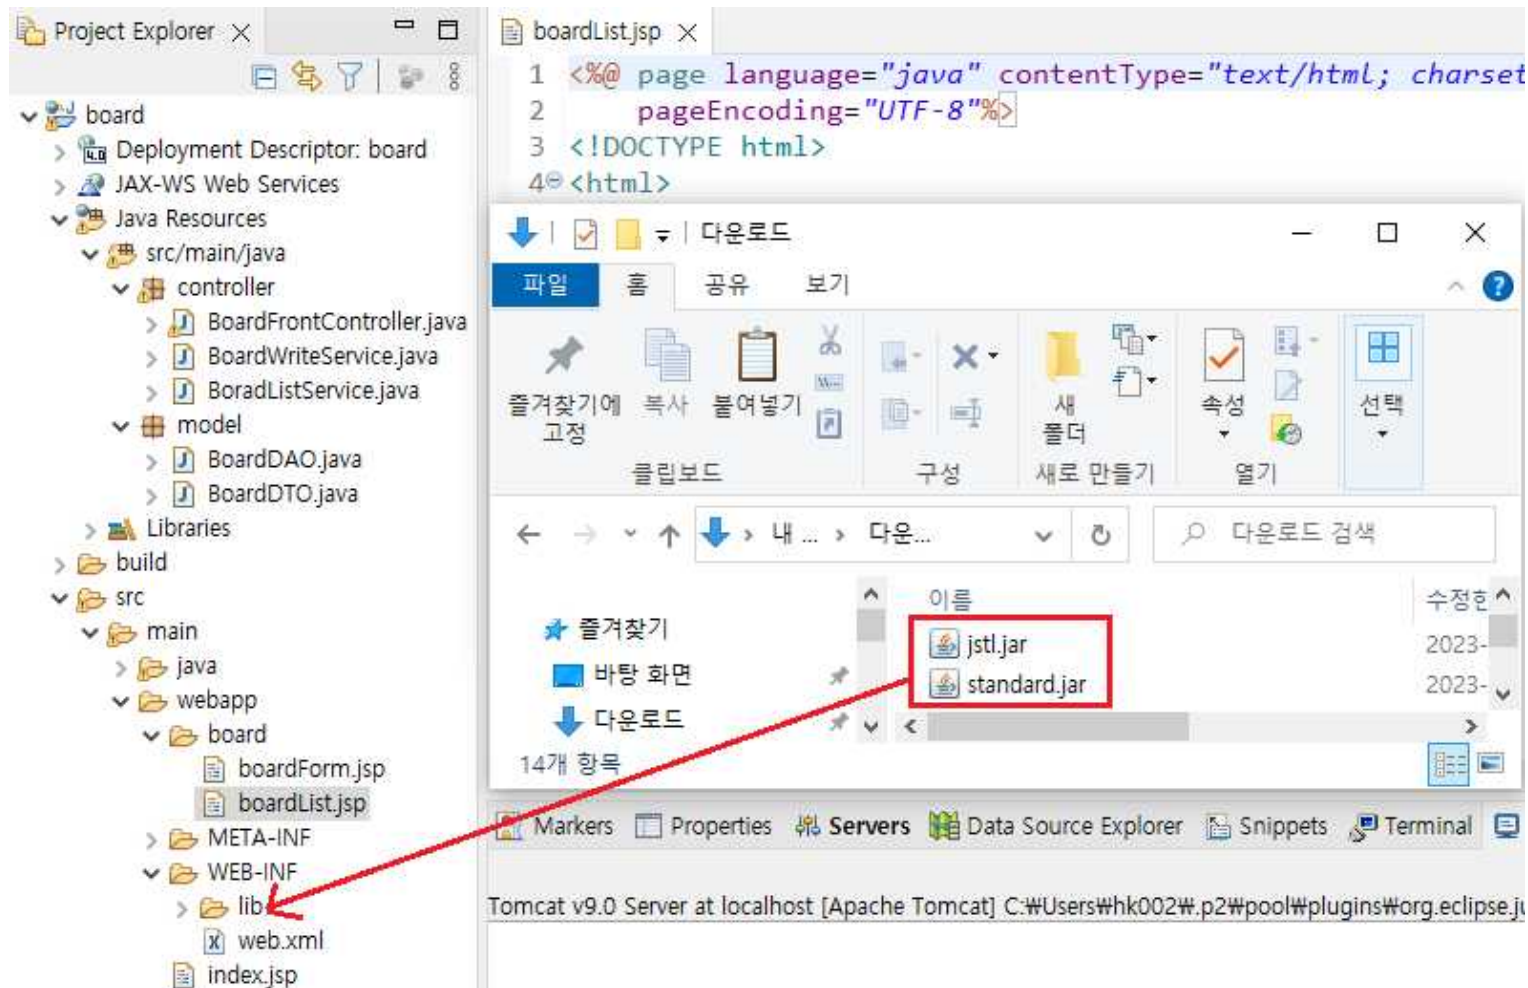 Project Explorer
board
Deployment Descriptor: board
JAX-WS Web Services
Java Resources
src/main/java
controller
BoardFrontController.java
BoardWriteService.java
BoradListService.java
model
BoardDAO.java
BoardDTO.java
Libraries
build
src
main
java
webapp
board
boardForm.jsp
boardList.jsp
META-INF
WEB-INF
lib
web.xml
index.jsp
boardList.jsp
1 <%@ page language="java" contentType="text/html; charset
2 pageEncoding="UTF-8"%>
3 <!DOCTYPE html>
4 <html>
다운로드
파일 홈 공유 보기
즐겨찾기에 고정
복사
붙여넣기
클립보드
구성
새 폴더
새로 만들기
속성
열기
선택
내 ... > 다운...
다운로드 검색
즐겨찾기
바탕 화면
다운로드
이름 수정한
jstl.jar 2023-
standard.jar 2023-
14개 항목
Markers Properties Servers Data Source Explorer Snippets Terminal
Tomcat v9.0 Server at localhost [Apache Tomcat] C:₩Users₩hk002₩.p2₩pool₩plugins₩org.eclipse.ju